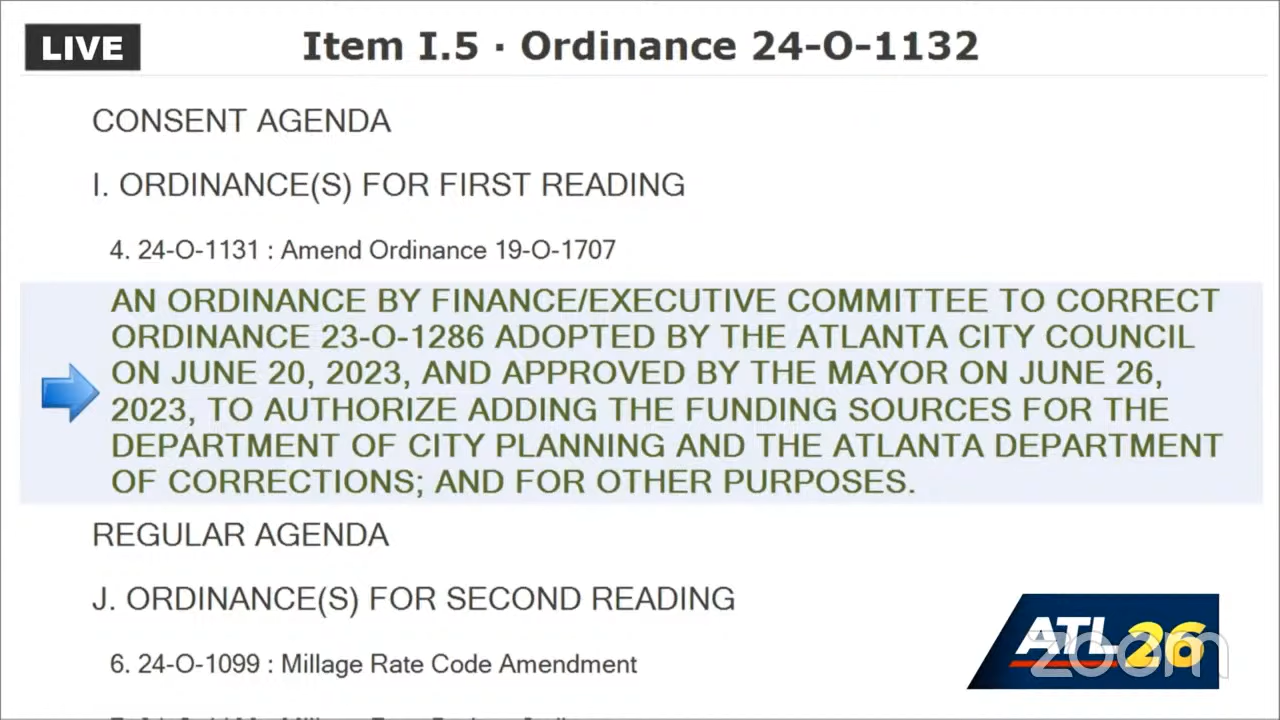 LIVE
Item I.5 · Ordinance 24-O-1132
CONSENT AGENDA
I. ORDINANCE(S) FOR FIRST READING
4. 24-O-1131 : Amend Ordinance 19-O-1707
AN ORDINANCE BY FINANCE/EXECUTIVE COMMITTEE TO CORRECT
ORDINANCE 23-O-1286 ADOPTED BY THE ATLANTA CITY COUNCIL
ON JUNE 20, 2023, AND APPROVED BY THE MAYOR ON JUNE 26,
2023, TO AUTHORIZE ADDING THE FUNDING SOURCES FOR THE
DEPARTMENT OF CITY PLANNING AND THE ATLANTA DEPARTMENT
OF CORRECTIONS; AND FOR OTHER PURPOSES.
REGULAR AGENDA
J. ORDINANCE(S) FOR SECOND READING
6. 24-O-1099 : Millage Rate Code Amendment
ATL 26
zoom